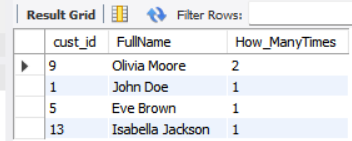 Result Grid Filter Rows:
cust_id FullName How_ManyTimes
9 Olivia Moore 2
1 John Doe 1
5 Eve Brown 1
13 Isabella Jackson 1